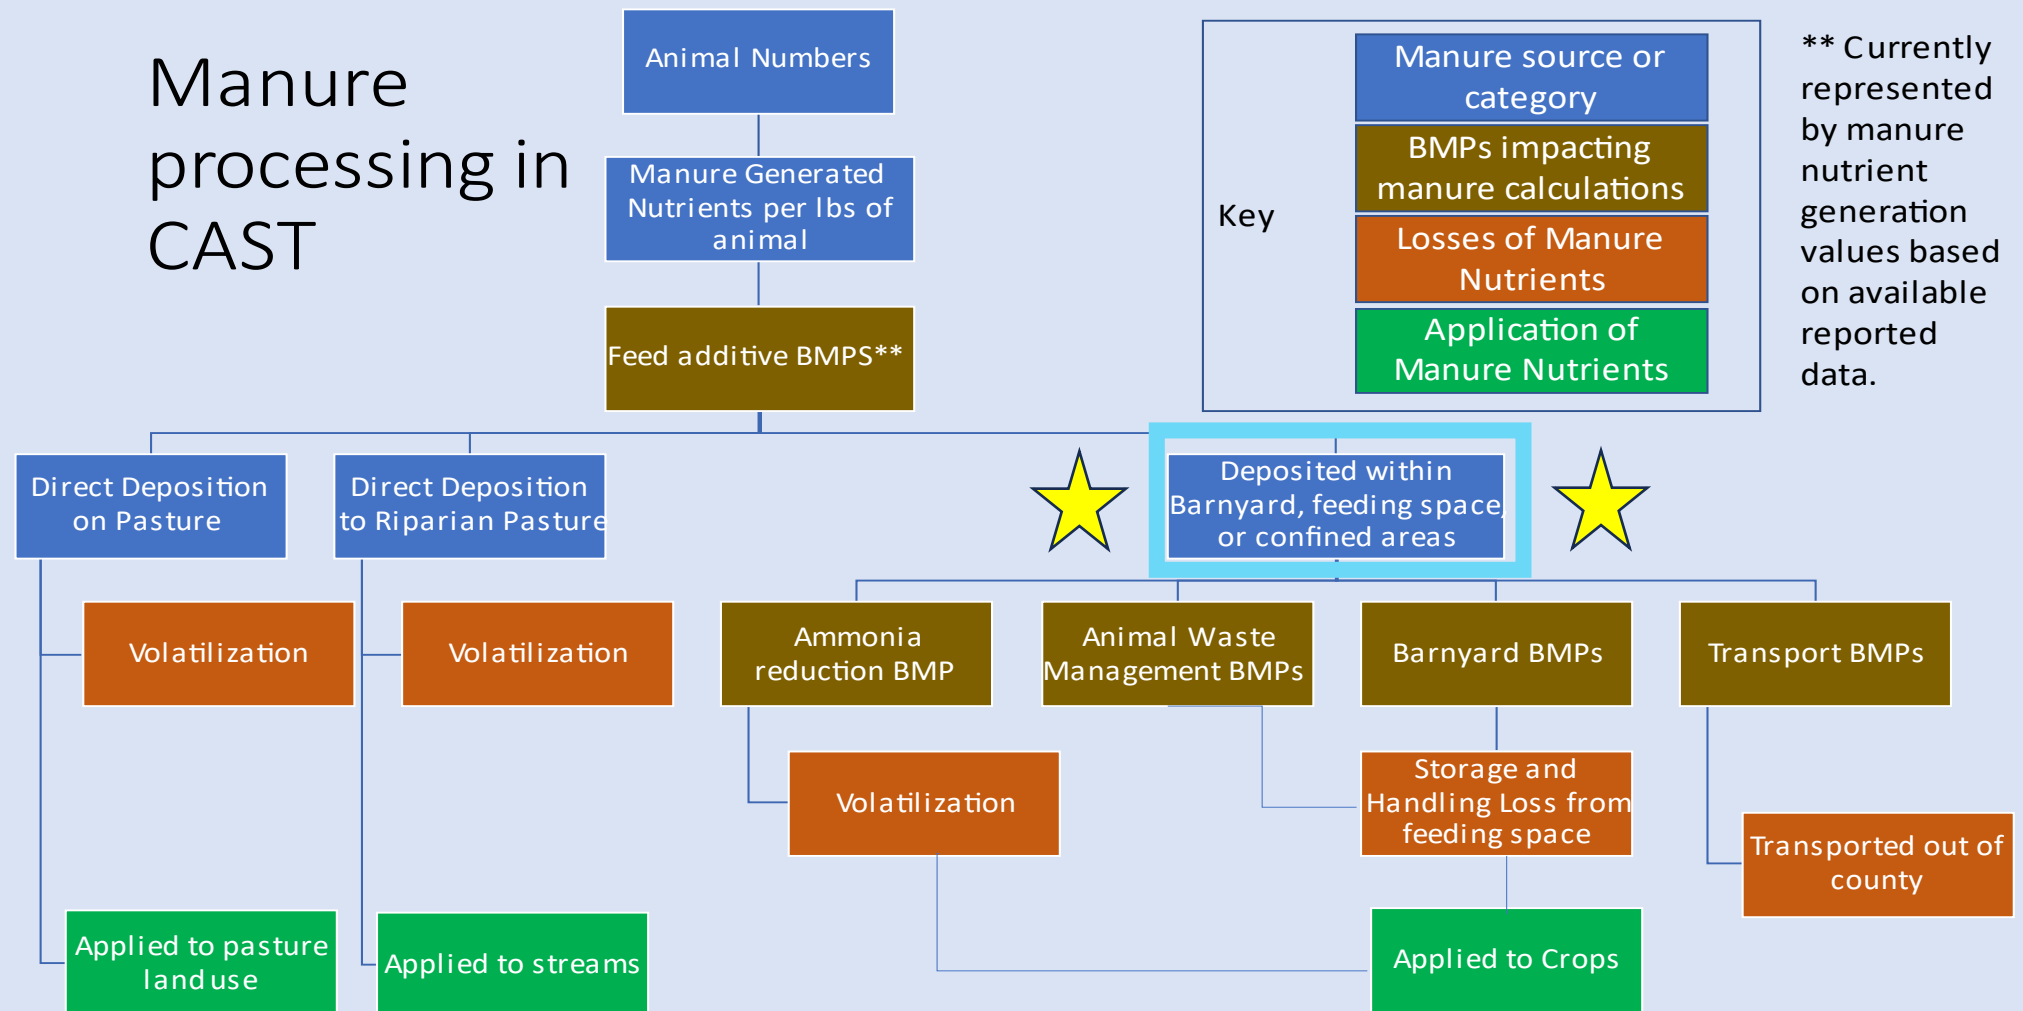 Manure
processing in
CAST
Animal Numbers
Manure Generated
Nutrients per lbs of
animal
Feed additive BMPS**
Key
Manure source or
category
BMPs impacting
manure calculations
Losses of Manure
Nutrients
Application of
Manure Nutrients
** Currently
represented
by manure
nutrient
generation
values based
on available
reported
data.
Direct Deposition
on Pasture
Direct Deposition
to Riparian Pasture
Deposited within
Barnyard, feeding space,
or confined areas
Volatilization
Volatilization
Ammonia
reduction BMP
Animal Waste
Management BMPs
Barnyard BMPs
Transport BMPs
Volatilization
Storage and
Handling Loss from
feeding space
Transported out of
county
Applied to pasture
land use
Applied to streams
Applied to Crops